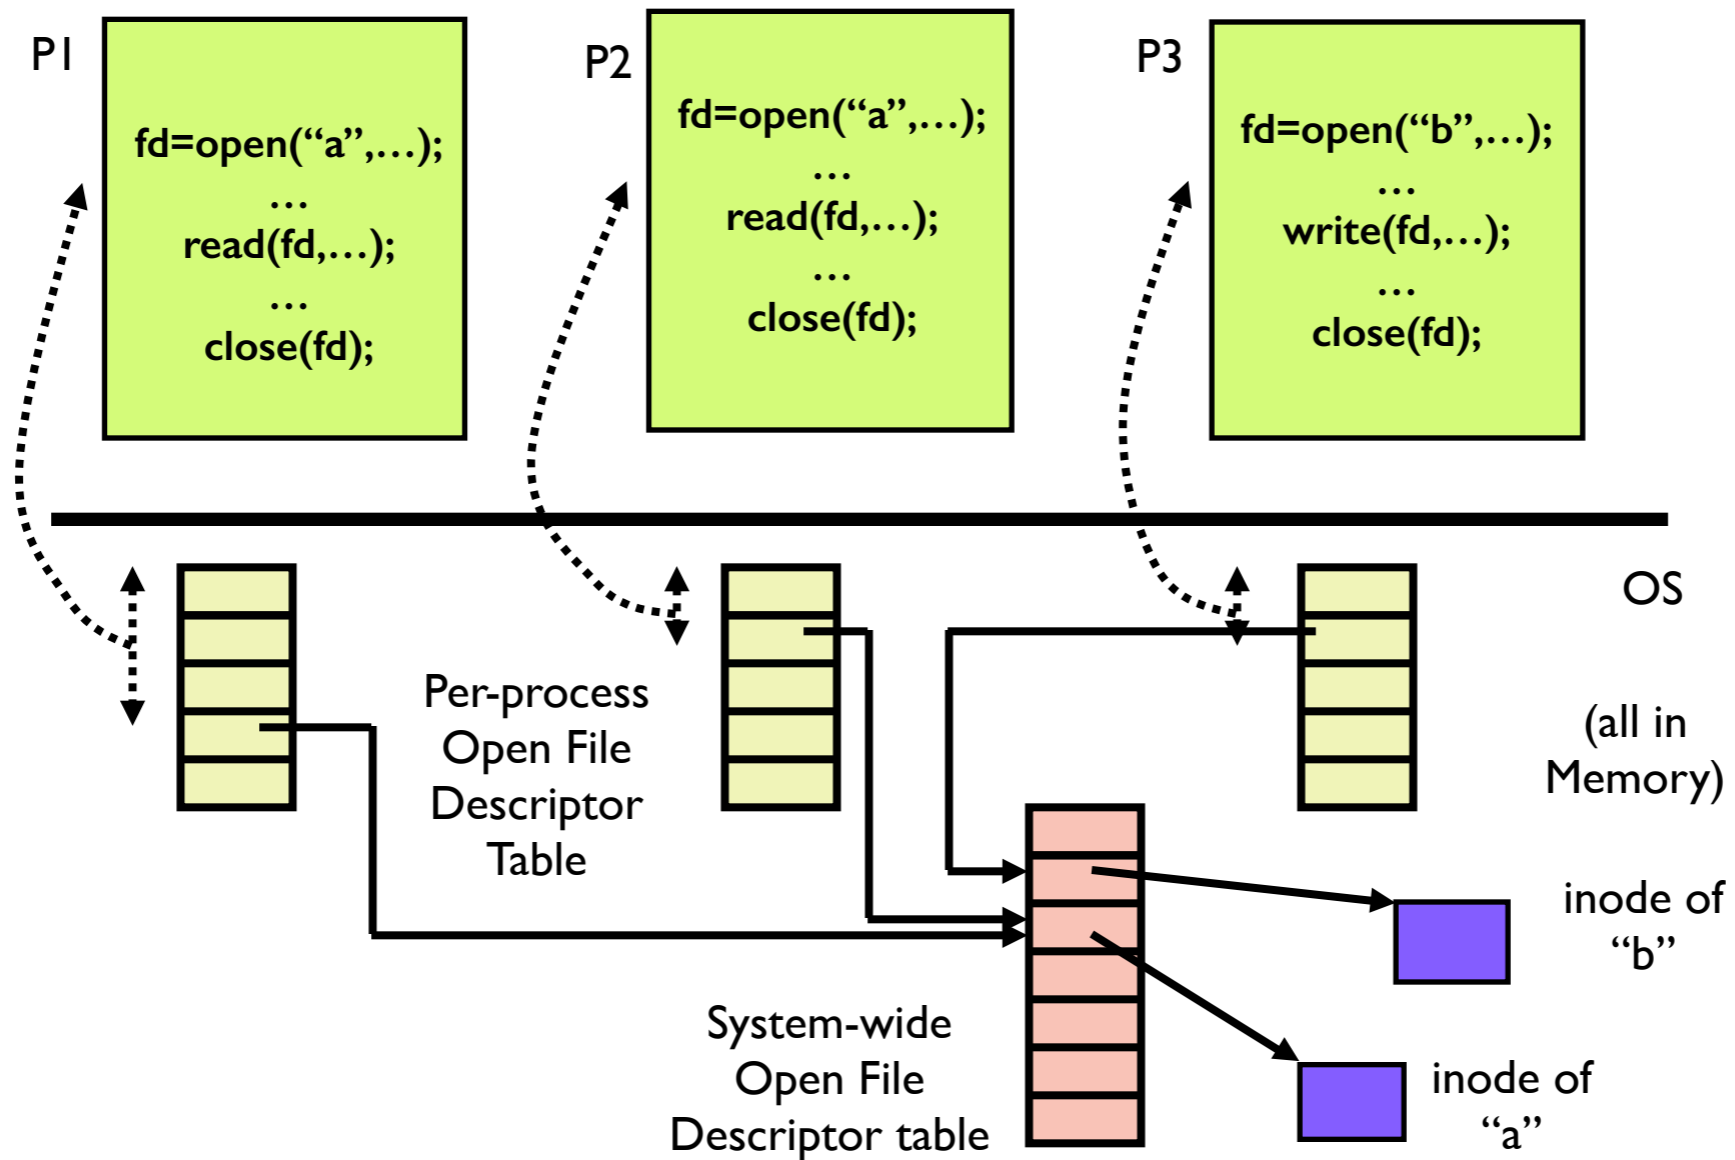 P1
fd=open(“a”,…);
…
read(fd,…);
…
close(fd);
P2
fd=open(“a”,…);
…
read(fd,…);
…
close(fd);
P3
fd=open(“b”,…);
…
write(fd,…);
…
close(fd);
OS
(all in
Memory)
Per-process
Open File
Descriptor
Table
System-wide
Open File
Descriptor table
inode of
“b”
inode of
“a”